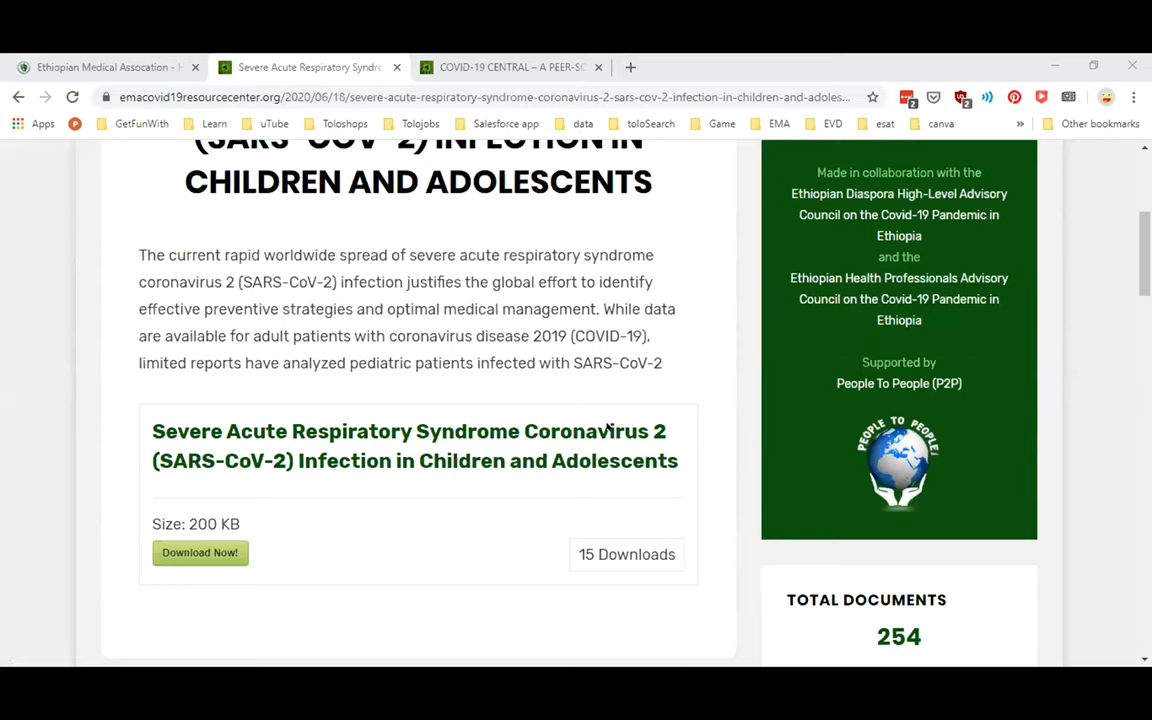 Ethiopian Medical Assocation - H
Severe Acute Respiratory Syndro
COVID-19 CENTRAL – A PEER-SC
emacovid19resourcecenter.org/2020/06/18/severe-acute-respiratory-syndrome-coronavirus-2-sars-cov-2-infection-in-children-and-adoles...
2
2
Apps
GetFunWith
Learn
uTube
Toloshops
Tolojobs
Salesforce app
data
toloSearch
Game
EMA
EVD
esat
canva
»
Other bookmarks
(SARS-COV-2) INFECTION IN
CHILDREN AND ADOLESCENTS
The current rapid worldwide spread of severe acute respiratory syndrome
coronavirus 2 (SARS-CoV-2) infection justifies the global effort to identify
effective preventive strategies and optimal medical management. While data
are available for adult patients with coronavirus disease 2019 (COVID-19),
limited reports have analyzed pediatric patients infected with SARS-CoV-2
Severe Acute Respiratory Syndrome Coronavirus 2
(SARS-CoV-2) Infection in Children and Adolescents
Size: 200 KB
Download Now!
15 Downloads
Made in collaboration with the
Ethiopian Diaspora High-Level Advisory
Council on the Covid-19 Pandemic in
Ethiopia
and the
Ethiopian Health Professionals Advisory
Council on the Covid-19 Pandemic in
Ethiopia
Supported by
People To People (P2P)
PEOPLE TO PEOPLE
TOTAL DOCUMENTS
254